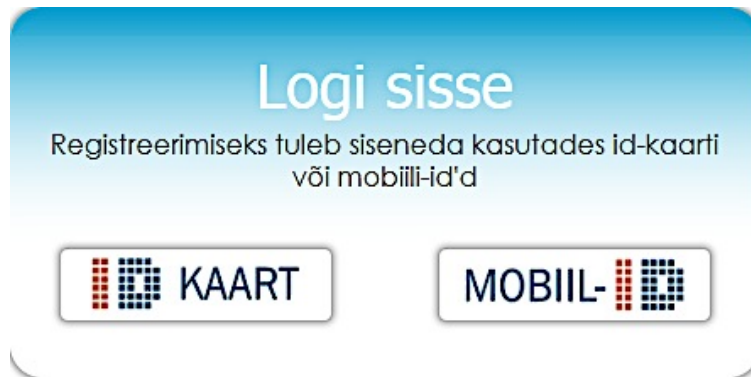 Logi sisse
Registreerimiseks tuleb siseneda kasutades id-kaarti
või mobiili-id'd
ID KAART
MOBIIL-ID